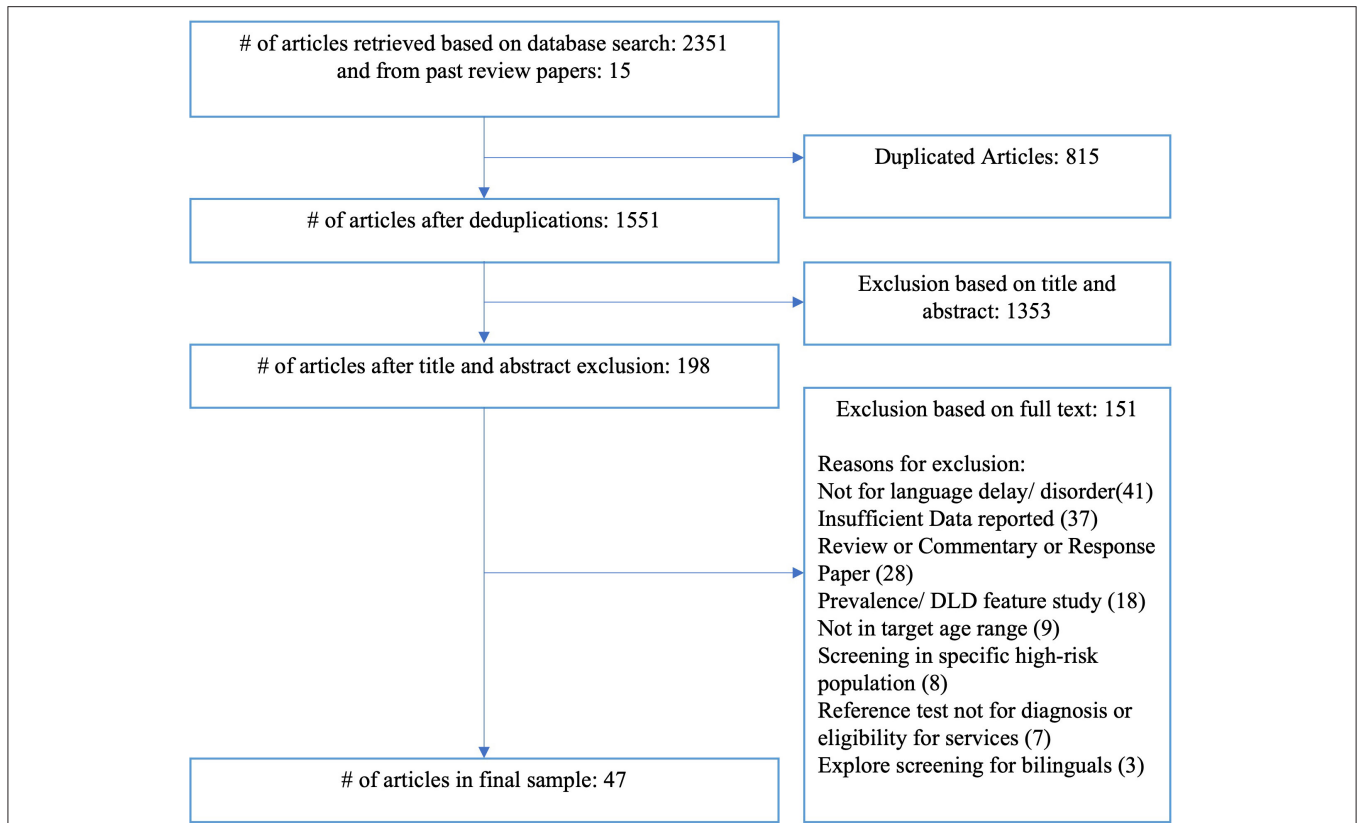 # of articles retrieved based on database search: 2351
and from past review papers: 15
Duplicated Articles: 815
# of articles after deduplications: 1551
Exclusion based on title and
abstract: 1353
# of articles after title and abstract exclusion: 198
Exclusion based on full text: 151
Reasons for exclusion:
Not for language delay/ disorder(41)
Insufficient Data reported (37)
Review or Commentary or Response
Paper (28)
Prevalence/ DLD feature study (18)
Not in target age range (9)
Screening in specific high-risk
population (8)
Reference test not for diagnosis or
eligibility for services (7)
Explore screening for bilinguals (3)
# of articles in final sample: 47